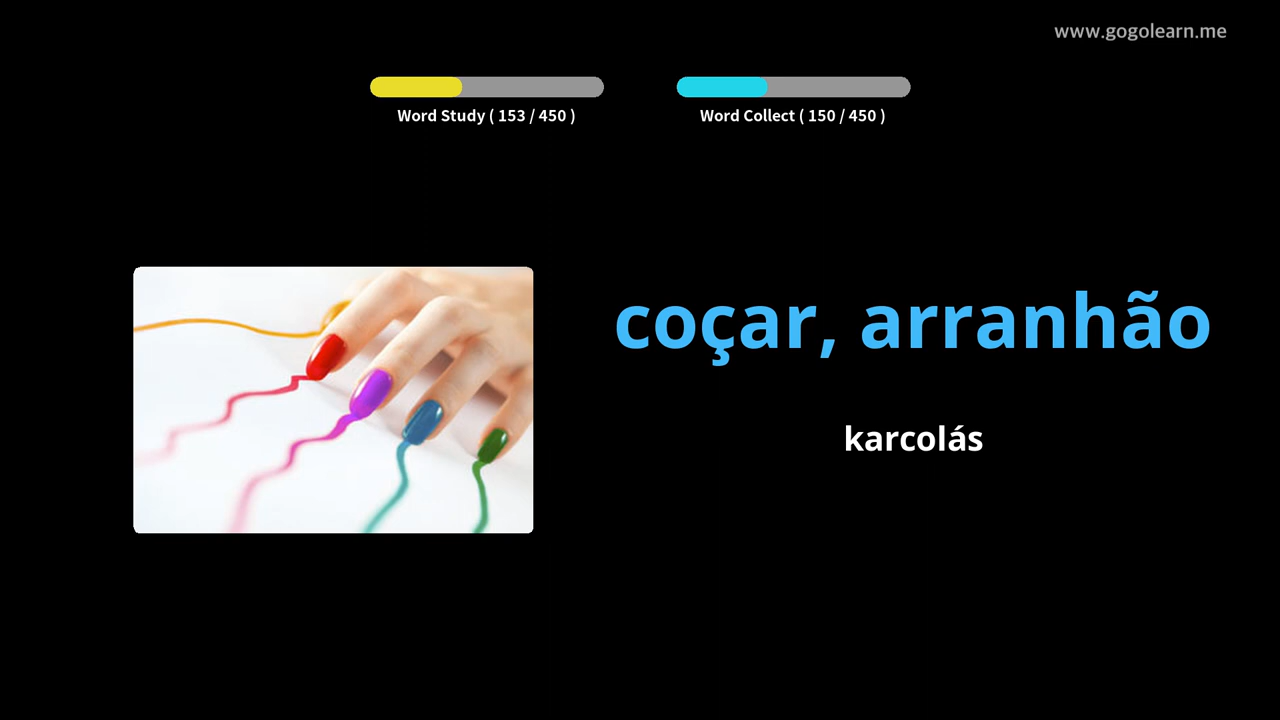 www.gogolearn.me
Word Study ( 153 / 450 )
Word Collect ( 150 / 450 )
coçar, arranhão
karcolás